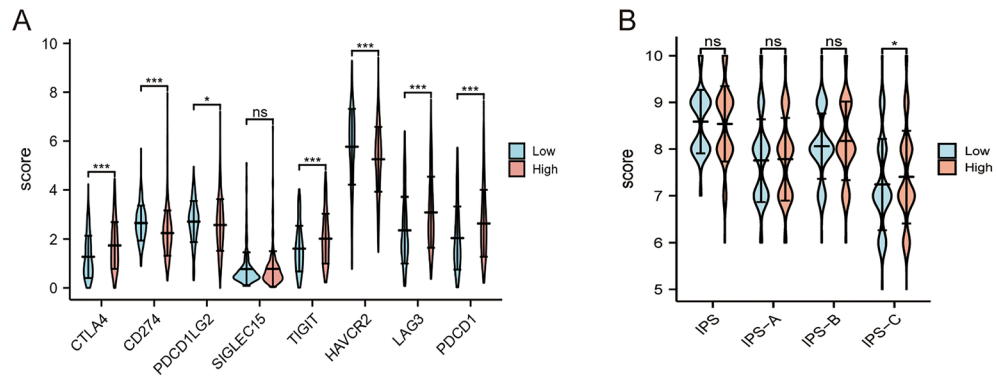 A
score
10
8
6
4
2
0
***
***
*
ns
***
***
***
***
CTLA4
CD274
PDCD1LG2
SIGLEC15
TIGIT
HAVCR2
LAG3
PDCD1
Low
High
B
score
10
9
8
7
6
5
ns
ns
ns
*
IPS
IPS-A
IPS-B
IPS-C
Low
High